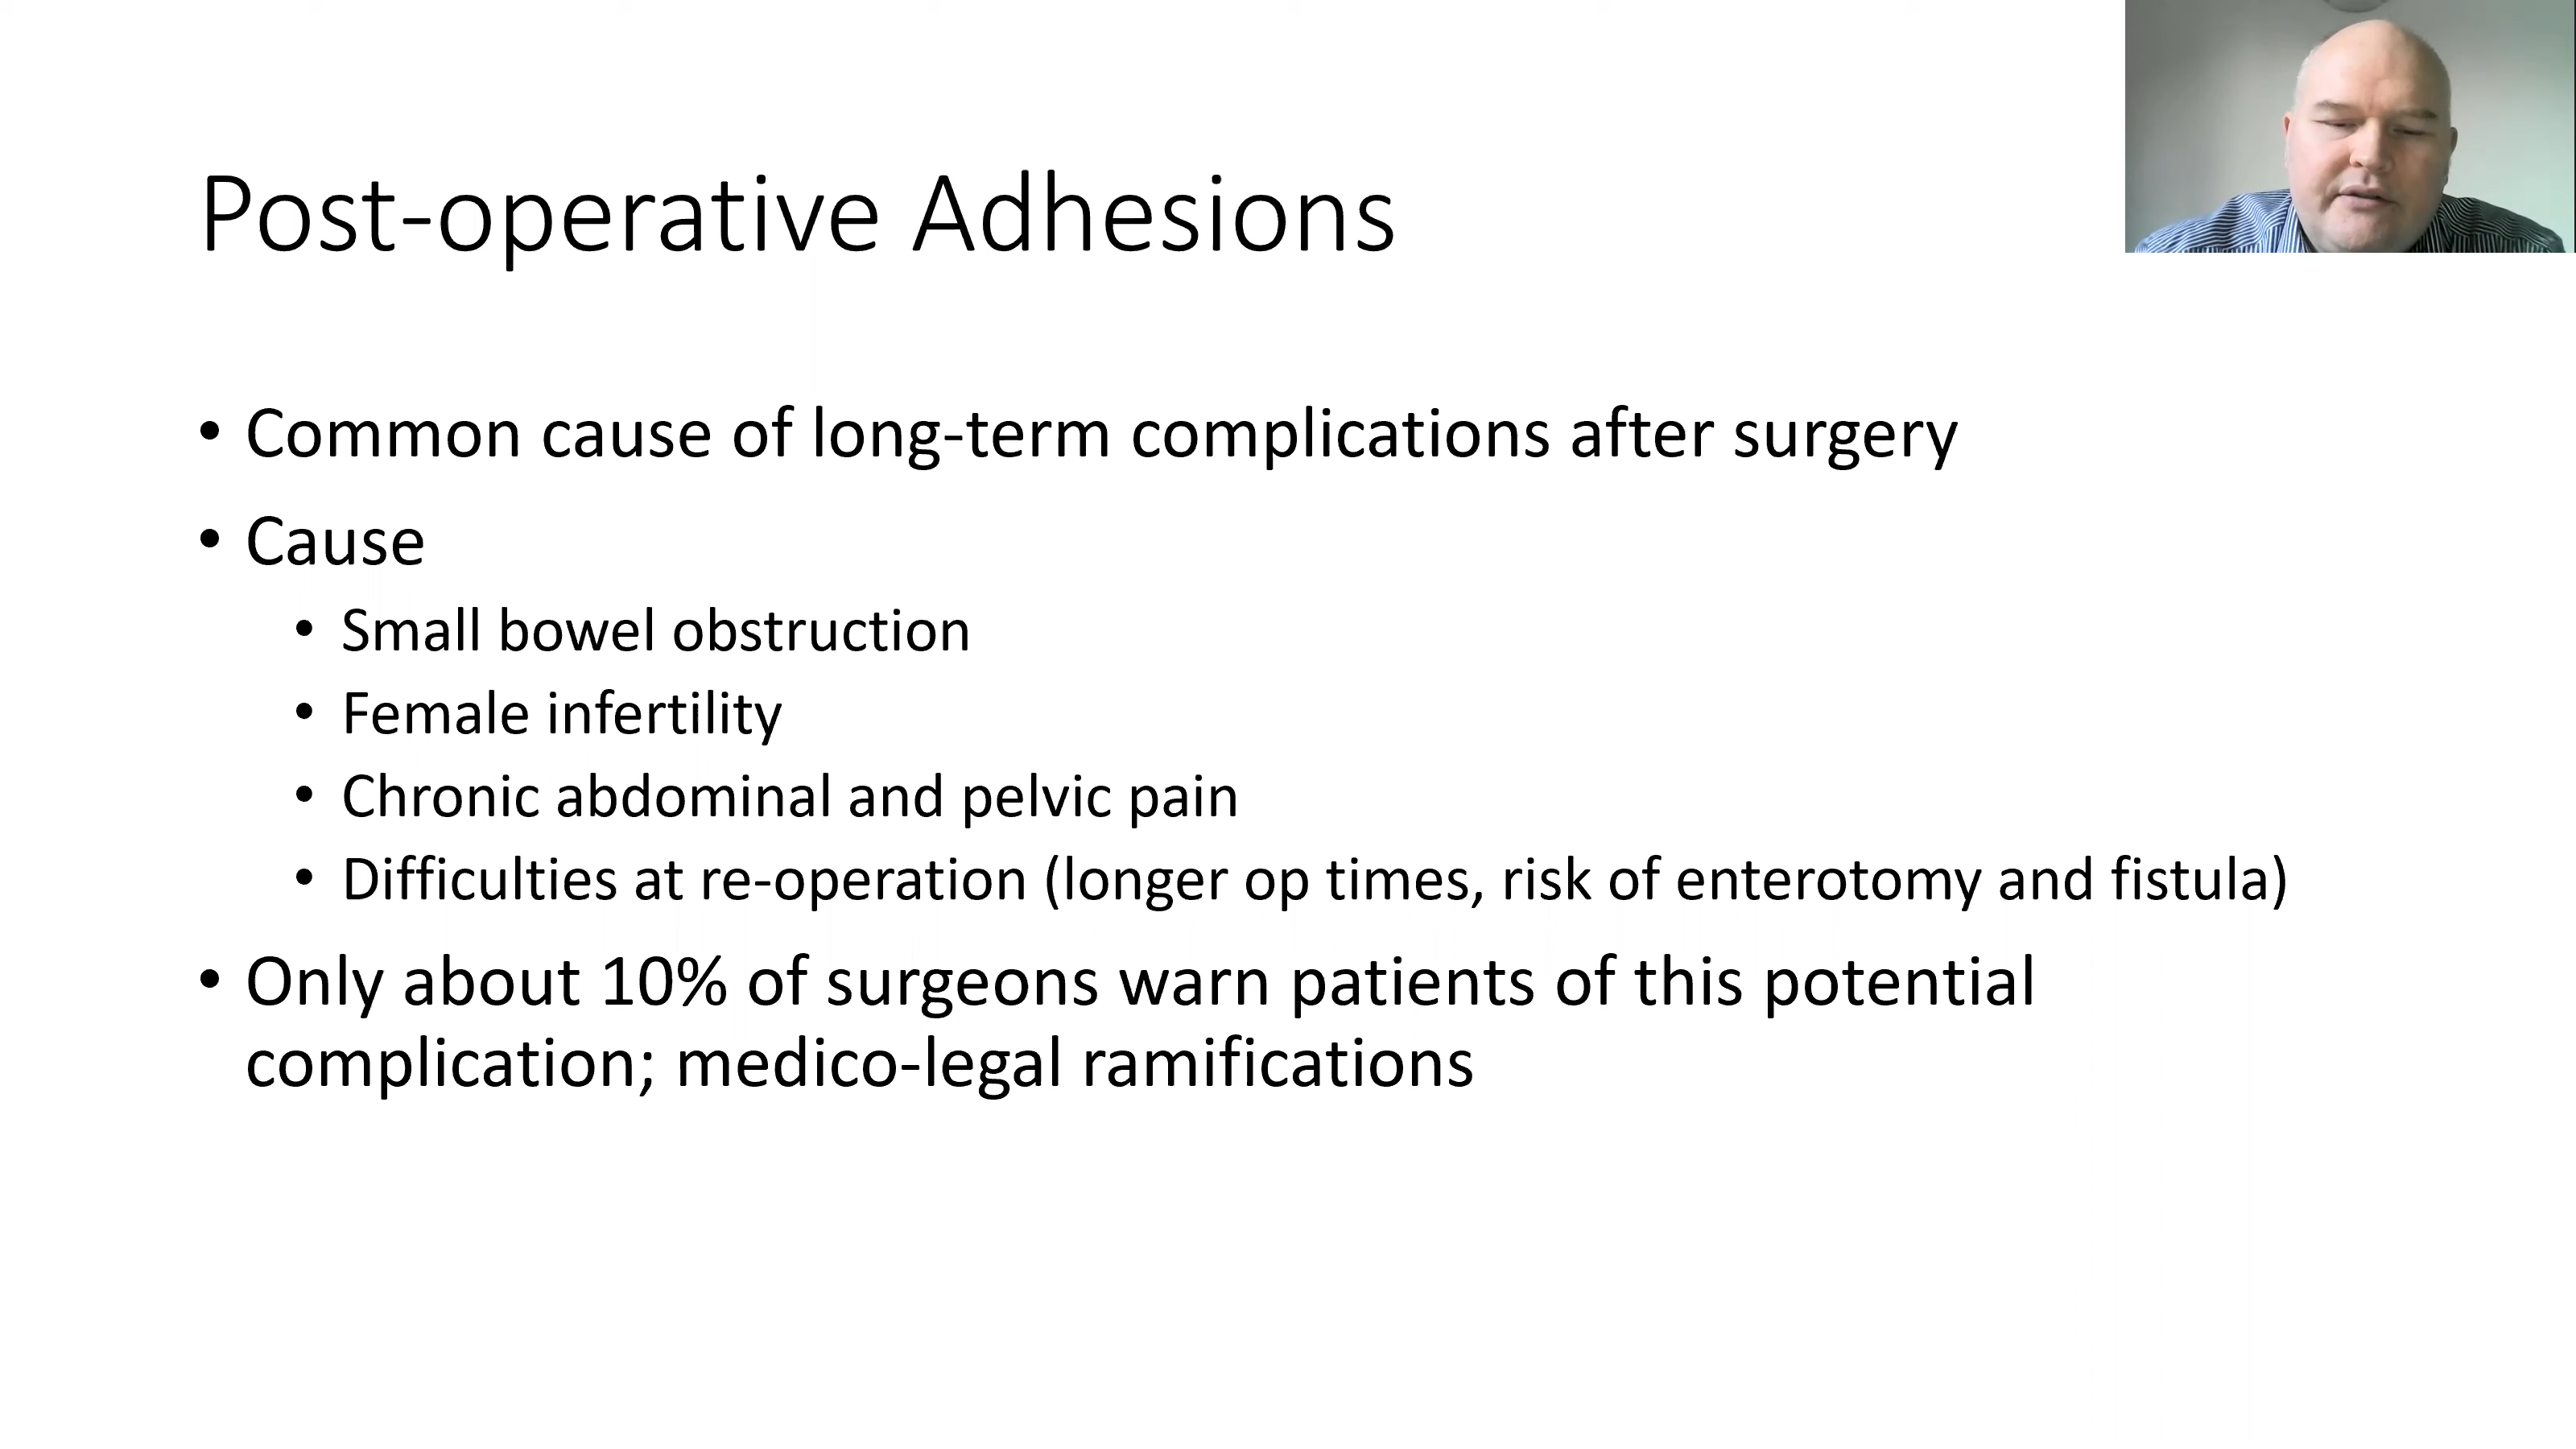 Post-operative Adhesions
• Common cause of long-term complications after surgery
• Cause
• Small bowel obstruction
• Female infertility
• Chronic abdominal and pelvic pain
• Difficulties at re-operation (longer op times, risk of enterotomy and fistula)
• Only about 10% of surgeons warn patients of this potential
complication; medico-legal ramifications